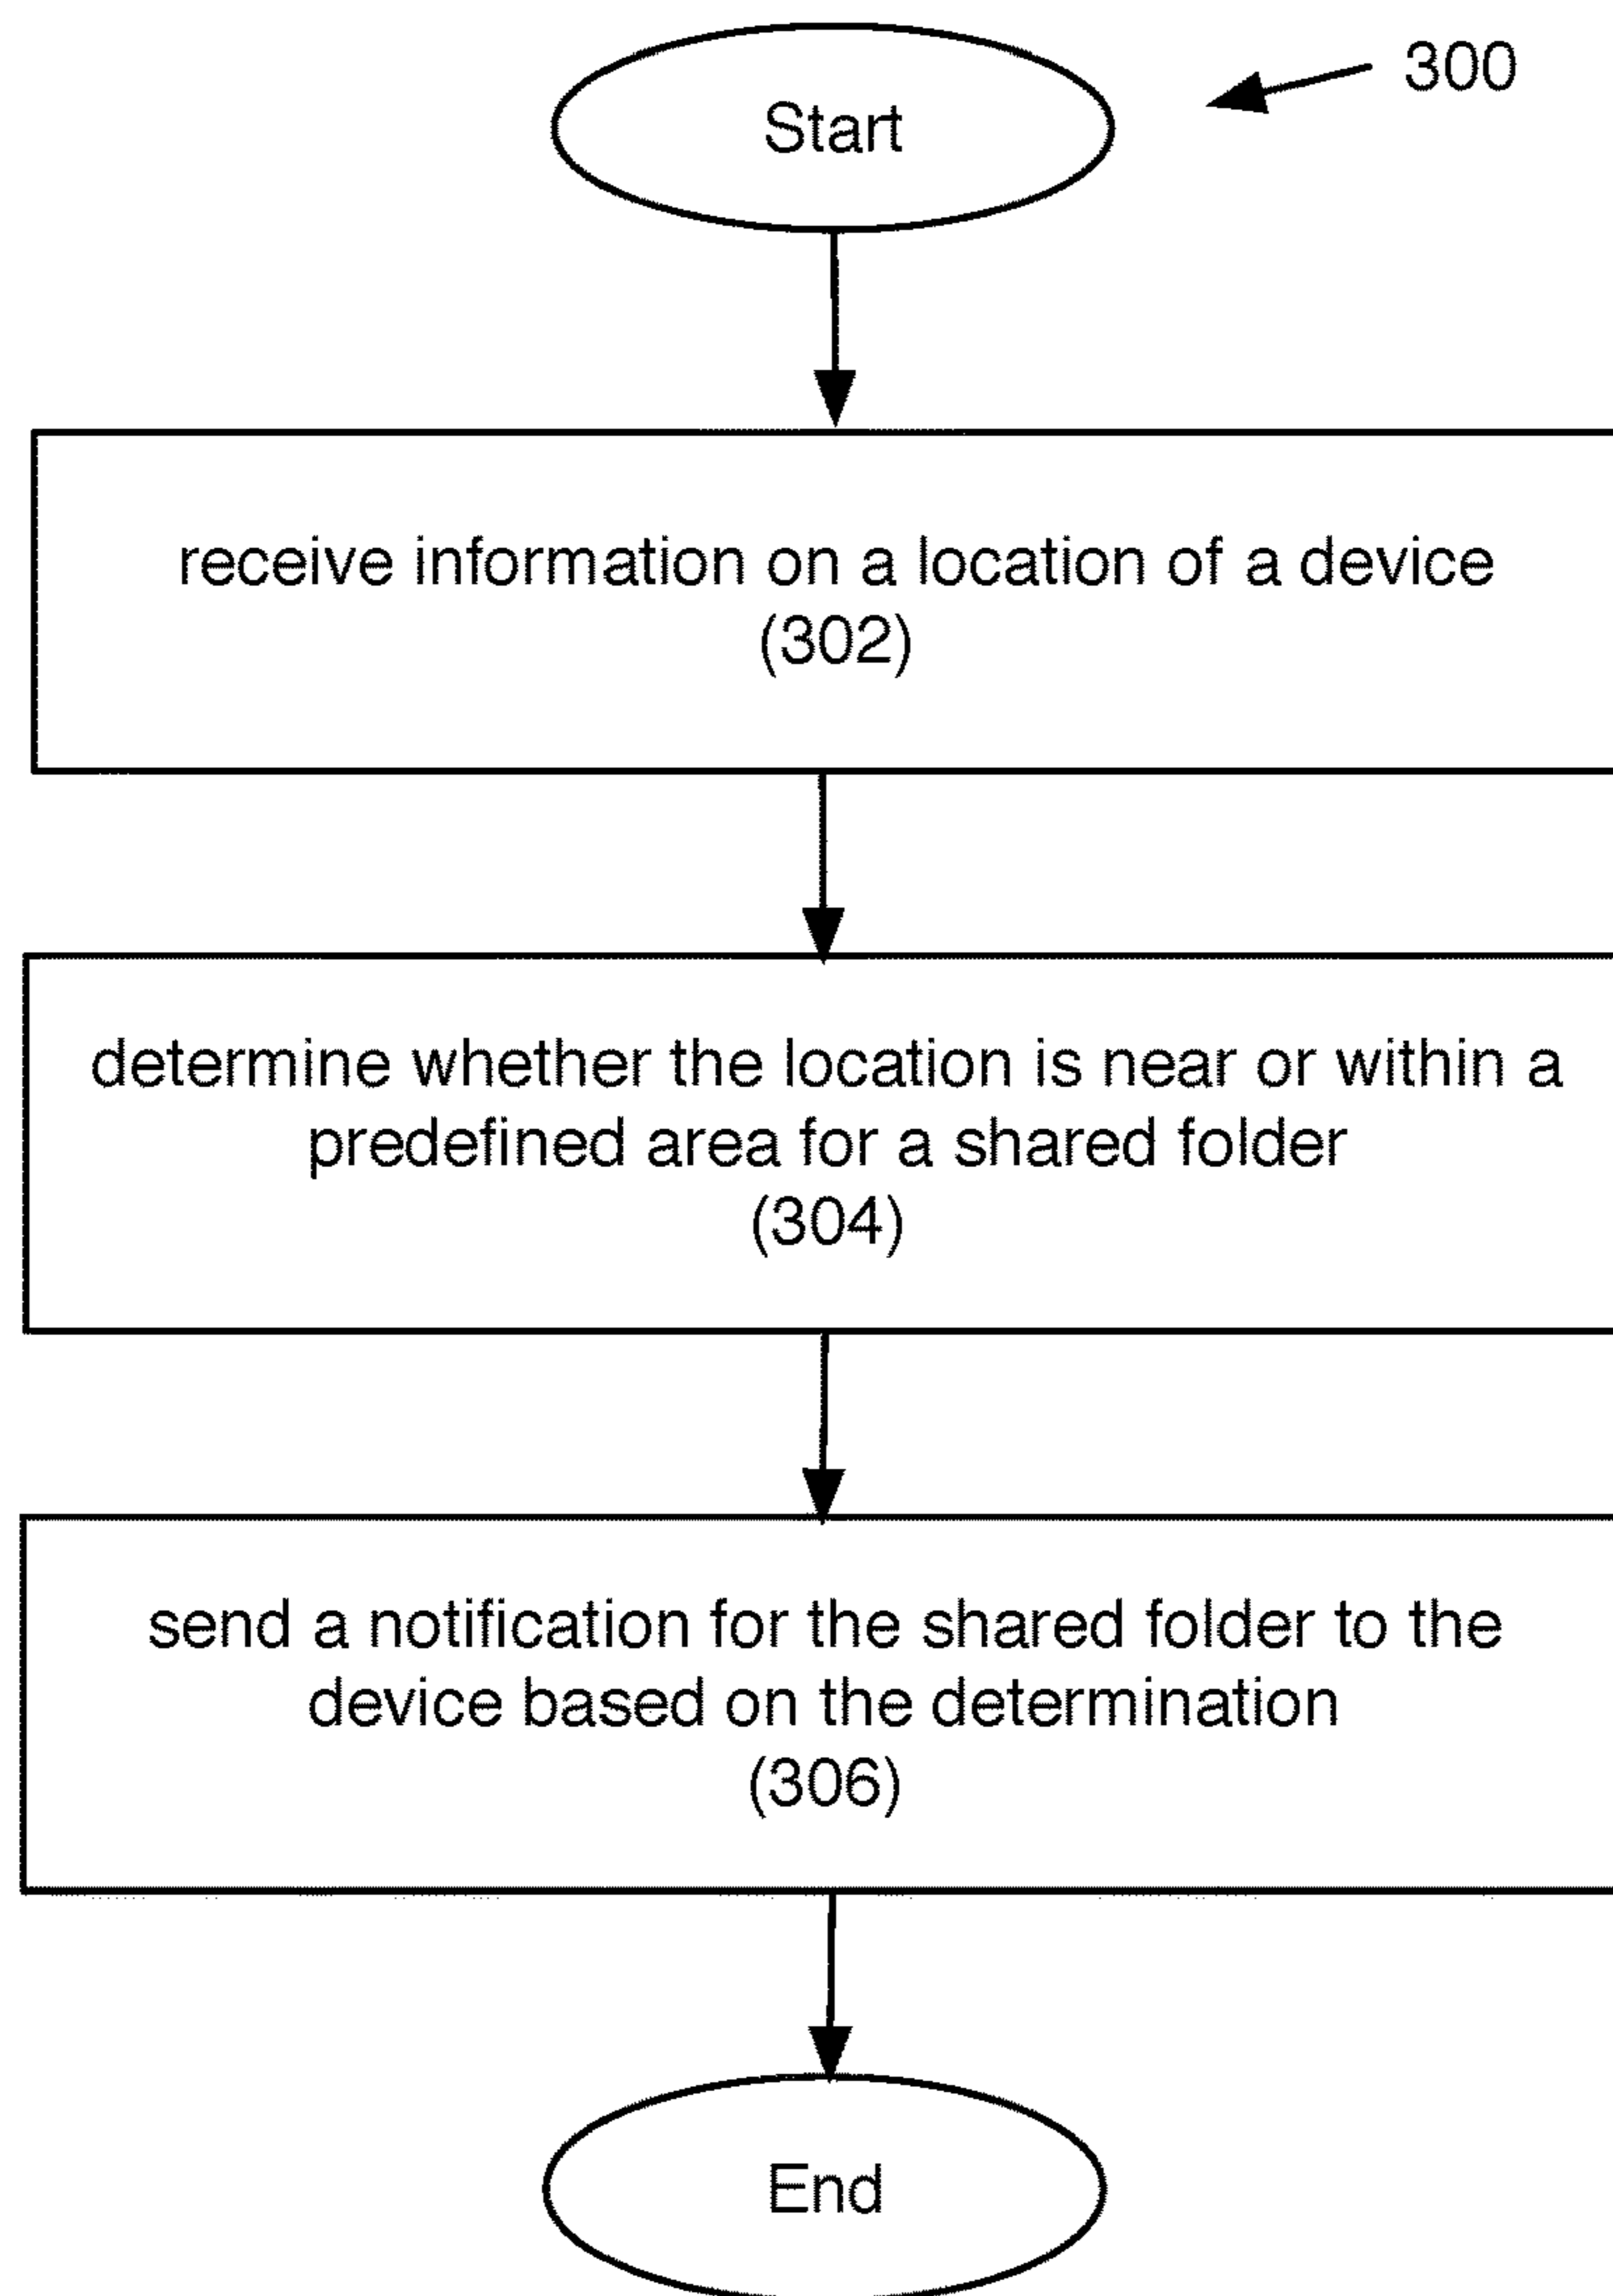 300
Start
receive information on a location of a device
(302)
determine whether the location is near or within a
predefined area for a shared folder
(304)
send a notification for the shared folder to the
device based on the determination
(306)
End